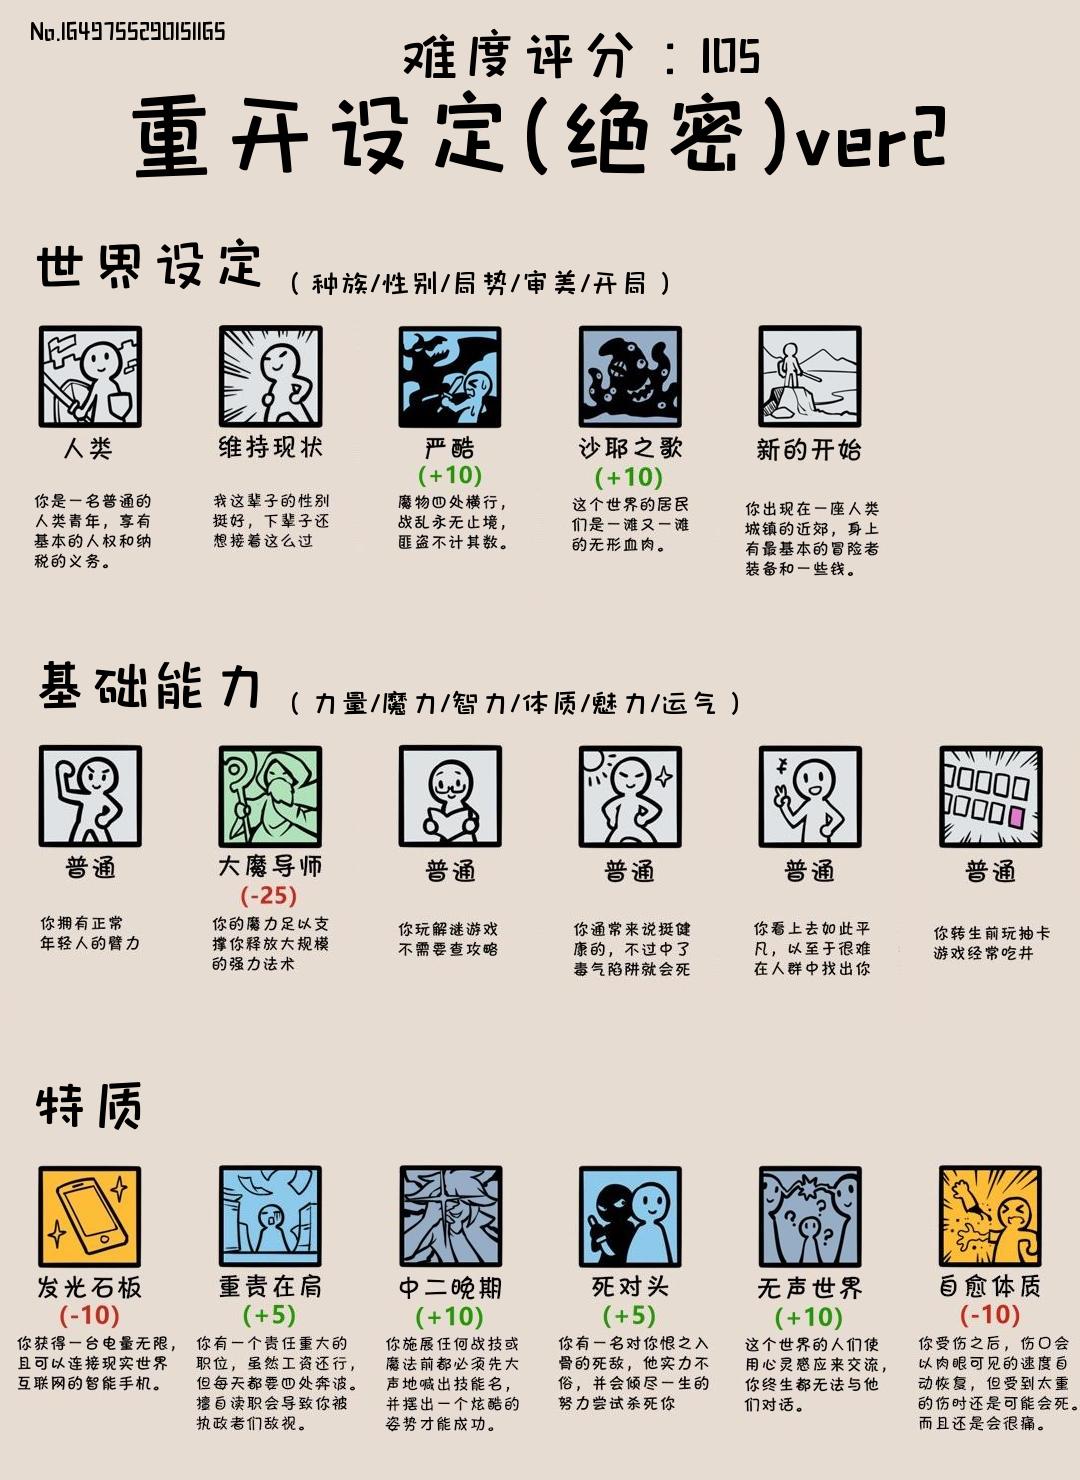 No.1649755290151165
难度评分：105
重开设定(绝密)ver2
世界设定（种族/性别/局势/审美/开局）
人类
你是一名普通的
人类青年，享有
基本的人权和纳
税的义务。
维持现状
我这辈子的性别
挺好，下辈子还
想接着这么过
严酷
(+10)
魔物四处横行，
战乱永无止境，
匪盗不计其数。
沙耶之歌
(+10)
这个世界的居民
们是一滩又一滩
的无形血肉。
新的开始
你出现在一座人类
城镇的近郊，身上
有最基本的冒险者
装备和一些钱。
基础能力（力量/魔力/智力/体质/魅力/运气）
普通
你拥有正常
年轻人的臂力
大魔导师
(-25)
你的魔力足以支
撑你释放大规模
的强力法术
普通
你玩解谜游戏
不需要查攻略
普通
你通常来说挺健
康的，不过中了
毒气陷阱就会死
普通
你看上去如此平
凡，以至于很难
在人群中找出你
普通
你转生前玩抽卡
游戏经常吃井
特质
发光石板
(-10)
你获得一台电量无限，
且可以连接现实世界
互联网的智能手机。
重责在肩
(+5)
你有一个责任重大的
职位，虽然工资还行，
但每天都要四处奔波。
擅自渎职会导致你被
执政者们敌视。
中二晚期
(+10)
你施展任何战技或
魔法前都必须先大
声地喊出技能名，
并摆出一个炫酷的
姿势才能成功。
死对头
(+5)
你有一名对你恨之入
骨的死敌，他实力不
俗，并会倾尽一生的
努力尝试杀死你
无声世界
(+10)
这个世界的人们使
用心灵感应来交流，
你终生都无法与他
们对话。
自愈体质
(-10)
你受伤之后，伤口会
以肉眼可见的速度自
动恢复，但受到太重
的伤时还是可能会死。
而且还是会很痛。